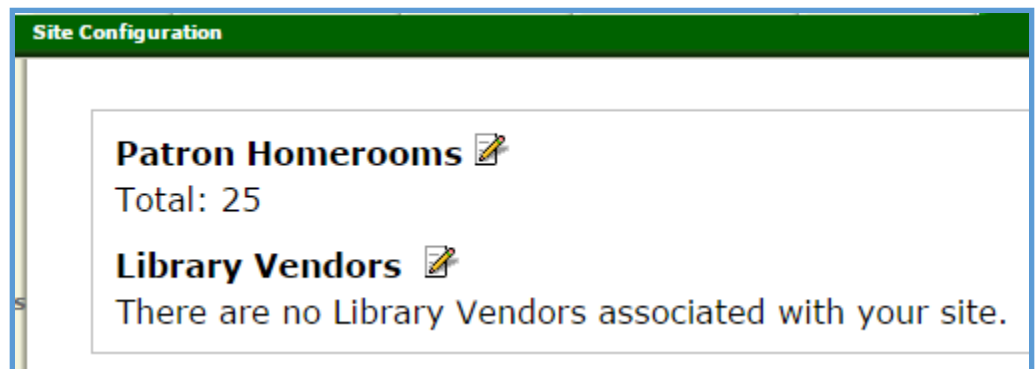 Site Configuration
Patron Homerooms
Total: 25
Library Vendors
There are no Library Vendors associated with your site.
s